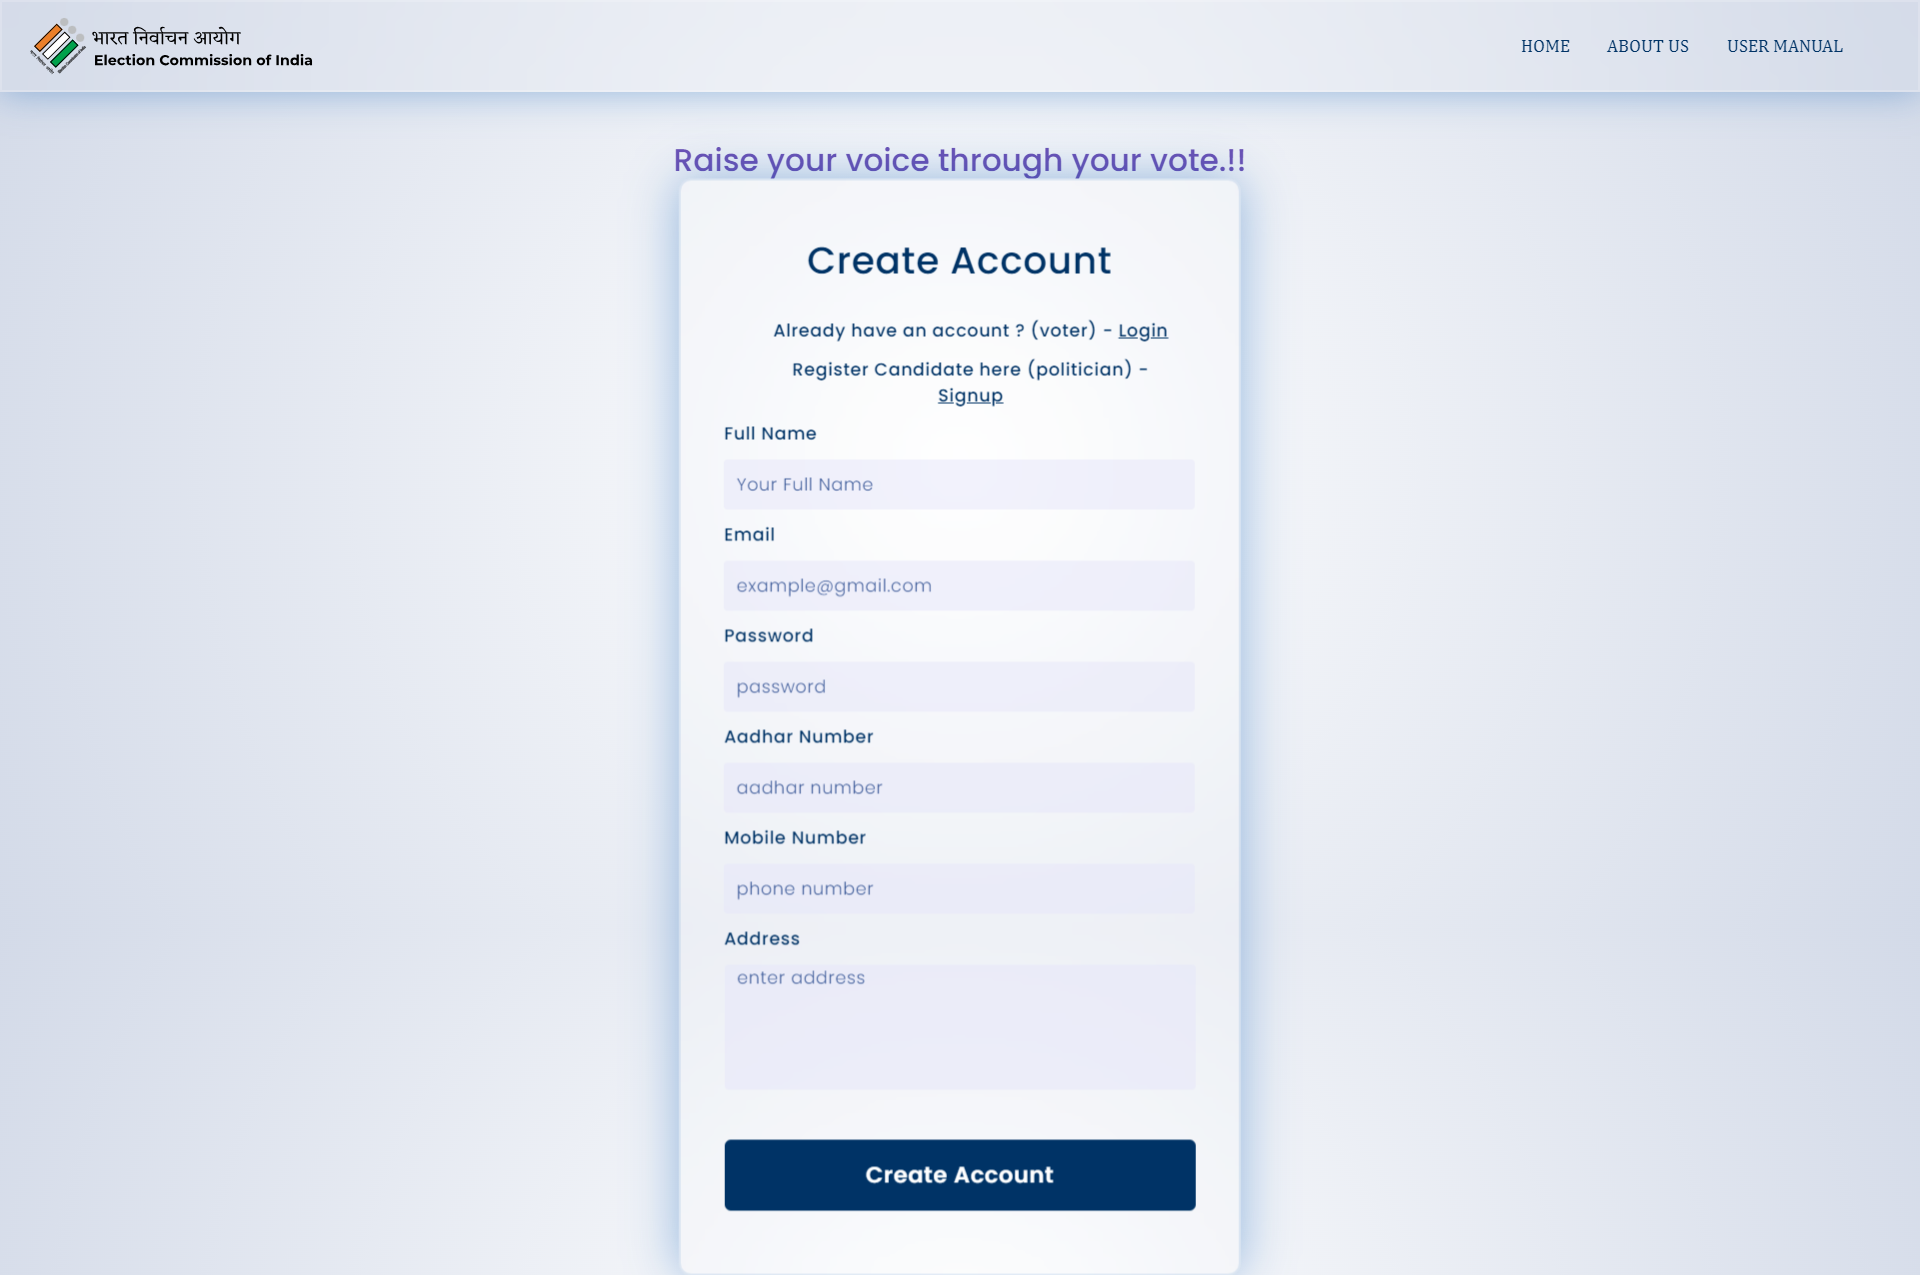 भारत निर्वाचन आयोग
Election Commission of India
HOME ABOUT US USER MANUAL
Raise your voice through your vote.!!
Create Account
Already have an account ? (voter) - Login
Register Candidate here (politician) -
Signup
Full Name
Your Full Name
Email
example@gmail.com
Password
password
Aadhar Number
aadhar number
Mobile Number
phone number
Address
enter address
Create Account